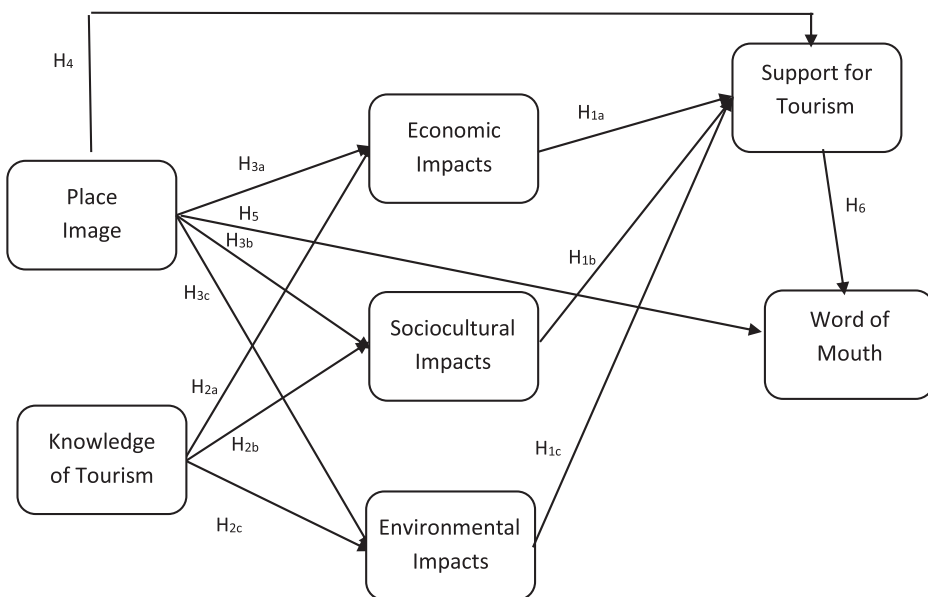 H4
Support for
Tourism
Economic
Impacts
H1a
H3a
Place
Image
H5
H3b
H6
H1b
H3c
Sociocultural
Impacts
Word of
Mouth
H2a
Knowledge
of Tourism
H2b
H1c
H2c
Environmental
Impacts